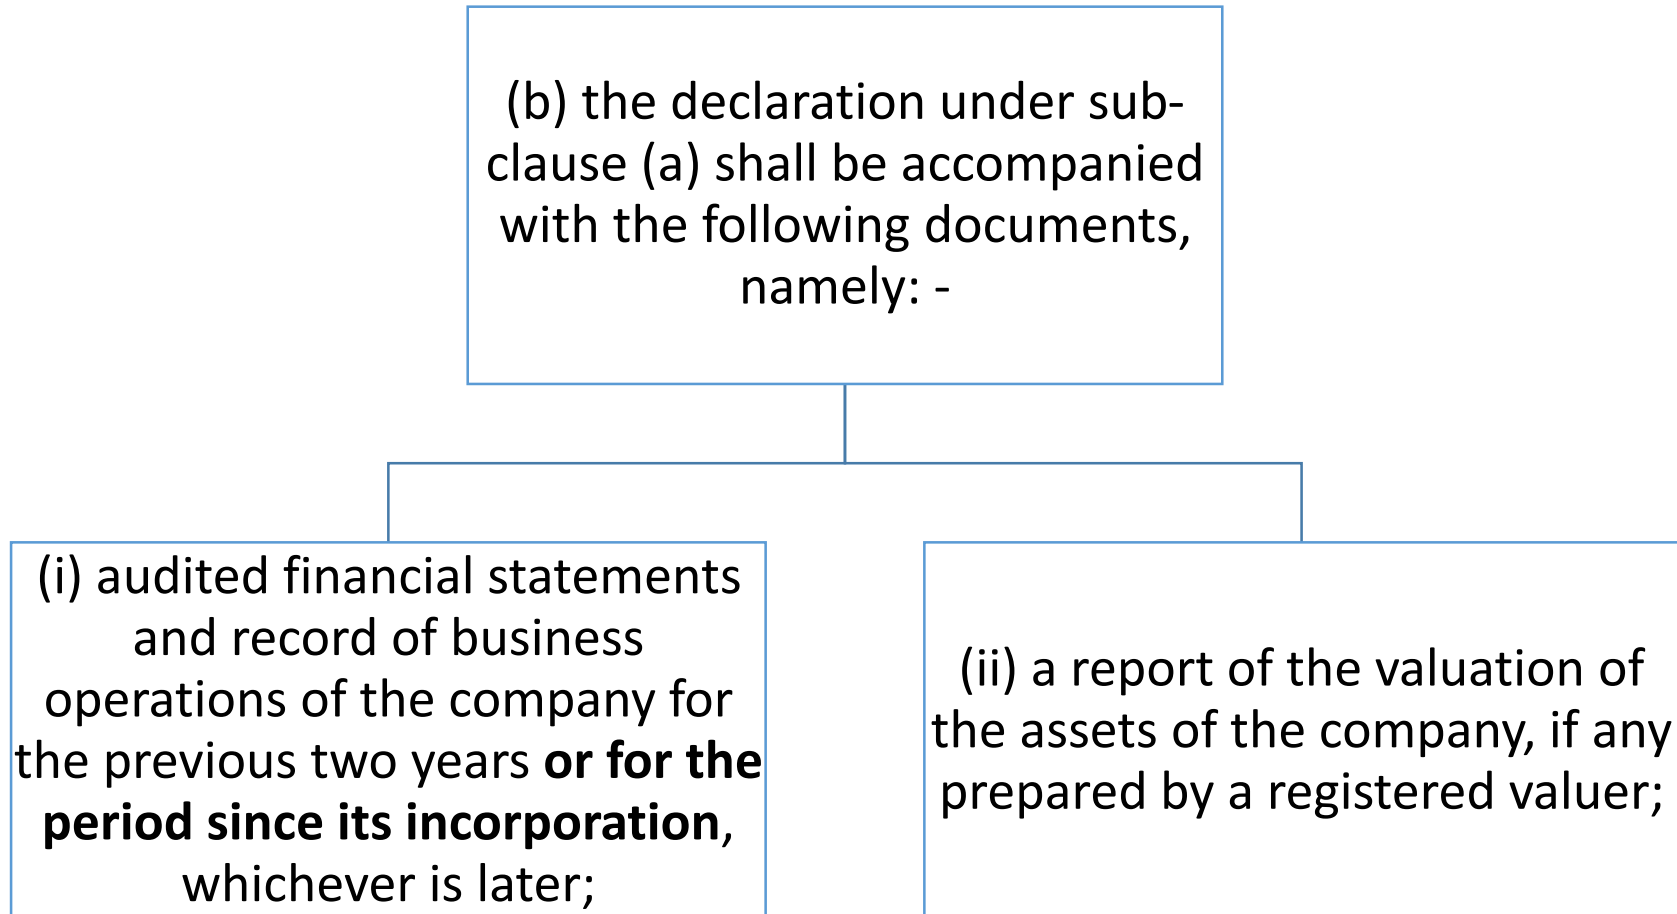 (b) the declaration under sub-
clause (a) shall be accompanied
with the following documents,
namely: -
(i) audited financial statements
and record of business
operations of the company for
the previous two years or for the
period since its incorporation,
whichever is later;
(ii) a report of the valuation of
the assets of the company, if any
prepared by a registered valuer;